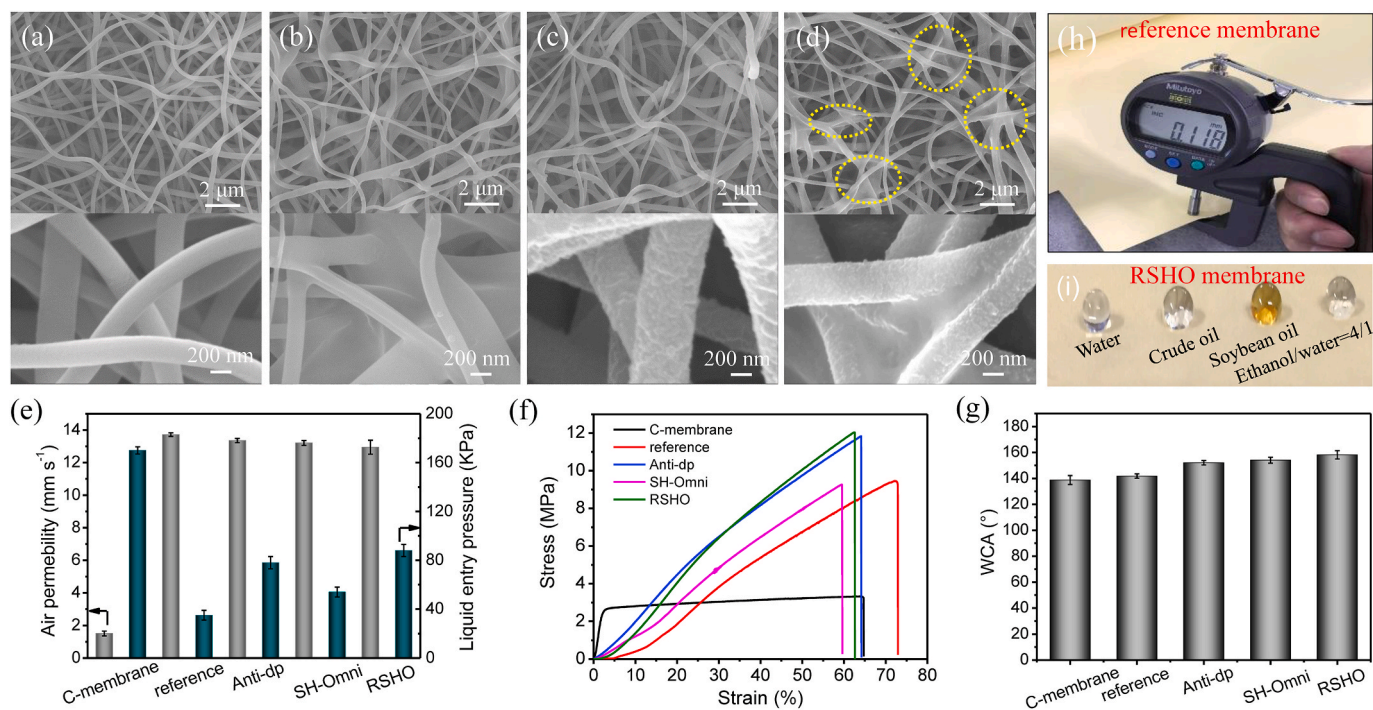 (a)
(b)
(c)
(d)
2 μm
2 μm
2 μm
2 μm
200 nm
200 nm
200 nm
200 nm
(h)
reference membrane
Mitutoyo
0.118
mm
(i)
RSHO membrane
Water
Crude oil
Soybean oil
Ethanol/water=4/1
(e)
Air permebility (mm s⁻¹)
14
12
10
8
6
4
2
0
200
160
120
80
40
0
Liquid entry pressure (KPa)
C-membrane
reference
Anti-dp
SH-Omni
RSHO
(f)
Stress (MPa)
12
10
8
6
4
2
0
C-membrane
reference
Anti-dp
SH-Omni
RSHO
0 10 20 30 40 50 60 70 80
Strain (%)
(g)
WCA (°)
180
160
140
120
100
80
60
40
20
0
C-membrane
reference
Anti-dp
SH-Omni
RSHO